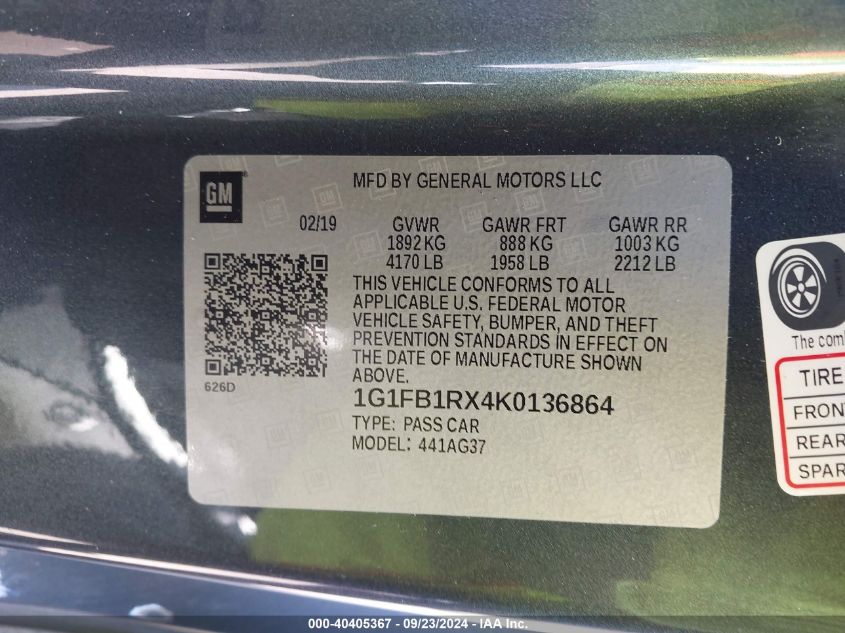 GM
MFD BY GENERAL MOTORS LLC
02/19 GVWR GAWR FRT GAWR RR
1892 KG 888 KG 1003 KG
4170 LB 1958 LB 2212 LB
THIS VEHICLE CONFORMS TO ALL
APPLICABLE U.S. FEDERAL MOTOR
VEHICLE SAFETY, BUMPER, AND THEFT
PREVENTION STANDARDS IN EFFECT ON
THE DATE OF MANUFACTURE SHOWN
ABOVE.
626D
1G1FB1RX4K0136864
TYPE: PASS CAR
MODEL: 441AG37
The com
TIRE
FRON
REAR
SPAR
000-40405367 - 09/23/2024 - IAA Inc.